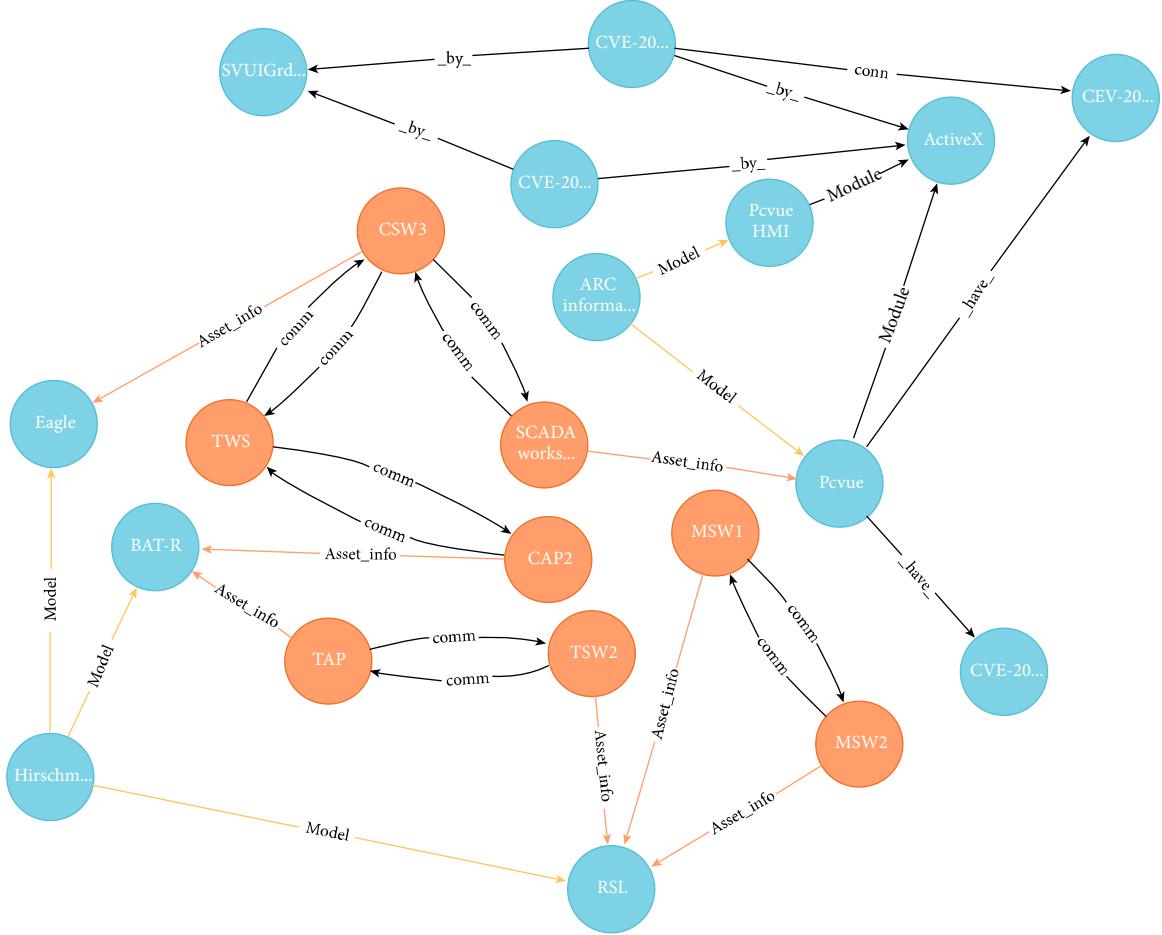 CVE-20...
SVUIGrd...
_by_
conn
_by_
CEV-20...
_by_
ActiveX
_by_
CVE-20...
Module
Pcvue
HMI
CSW3
Model
ARC
informa...
_have_
Module
Asset_info
comm
comm
comm
comm
Model
Eagle
TWS
SCADA
works...
Asset_info
Pcvue
comm
comm
MSW1
BAT-R
Asset_info
CAP2
_have_
Model
Asset_info
comm
comm
TAP
comm
TSW2
comm
Model
CVE-20...
Asset_info
MSW2
Asset_info
Hirschm...
Asset_info
Model
RSL